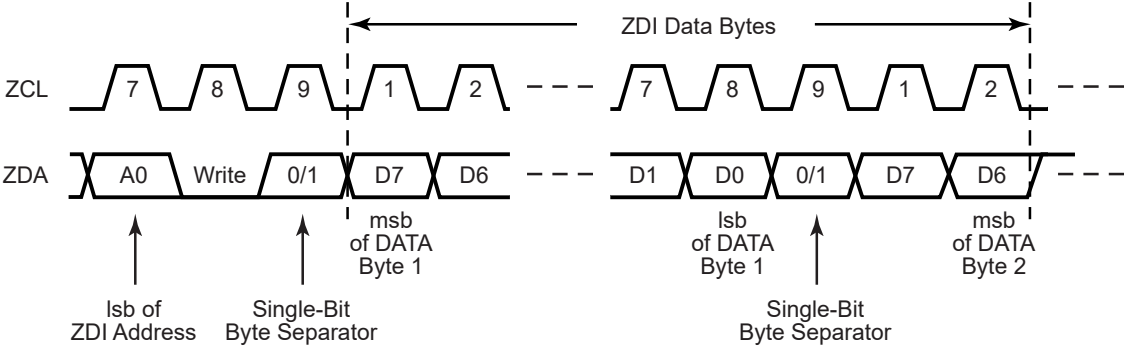 ZDI Data Bytes
ZCL 7 8 9 1 2 7 8 9 1 2
ZDA A0 Write 0/1 D7 D6 D1 D0 0/1 D7 D6
msb
of DATA
Byte 1
lsb
of DATA
Byte 1
msb
of DATA
Byte 2
lsb of
ZDI Address
Single-Bit
Byte Separator
Single-Bit
Byte Separator